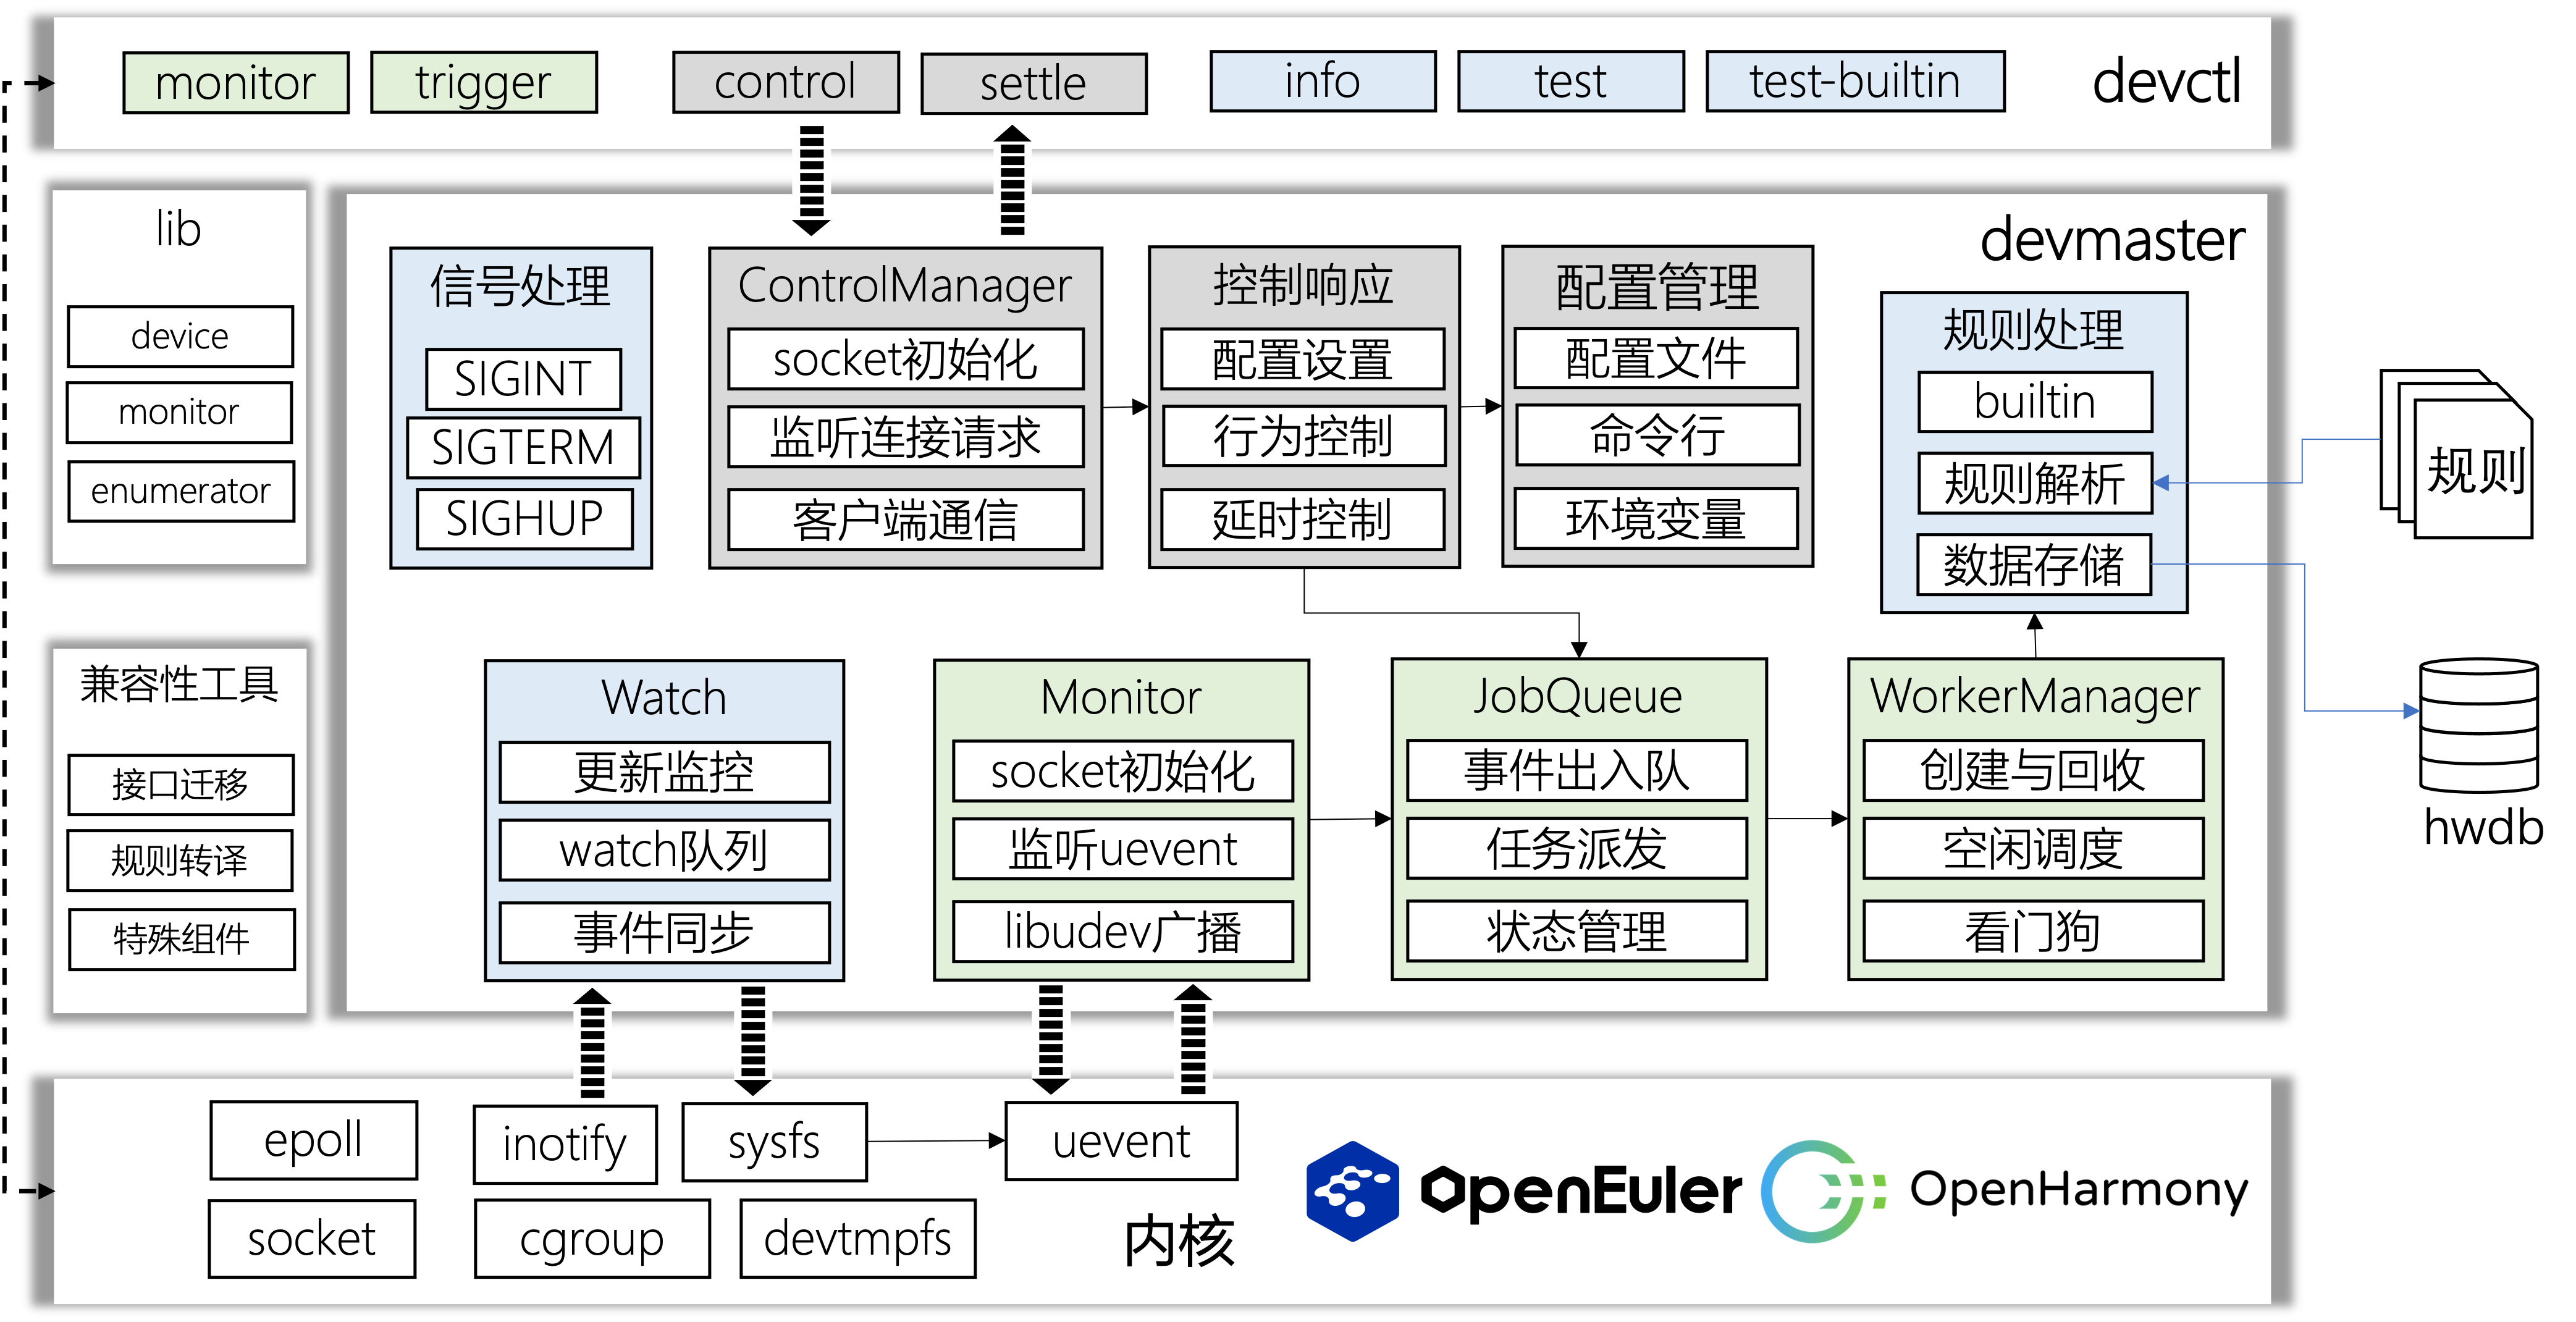 monitor
trigger
control
settle
info
test
test-builtin
devctl
lib
device
monitor
enumerator
devmaster
信号处理
SIGINT
SIGTERM
SIGHUP
ControlManager
socket初始化
监听连接请求
客户端通信
控制响应
配置设置
行为控制
延时控制
配置管理
配置文件
命令行
环境变量
规则处理
builtin
规则解析
数据存储
规则
hwdb
兼容性工具
接口迁移
规则转译
特殊组件
Watch
更新监控
watch队列
事件同步
Monitor
socket初始化
监听uevent
libudev广播
JobQueue
事件出入队
任务派发
状态管理
WorkerManager
创建与回收
空闲调度
看门狗
epoll
inotify
sysfs
uevent
socket
cgroup
devtmpfs
内核
OpenEuler
OpenHarmony